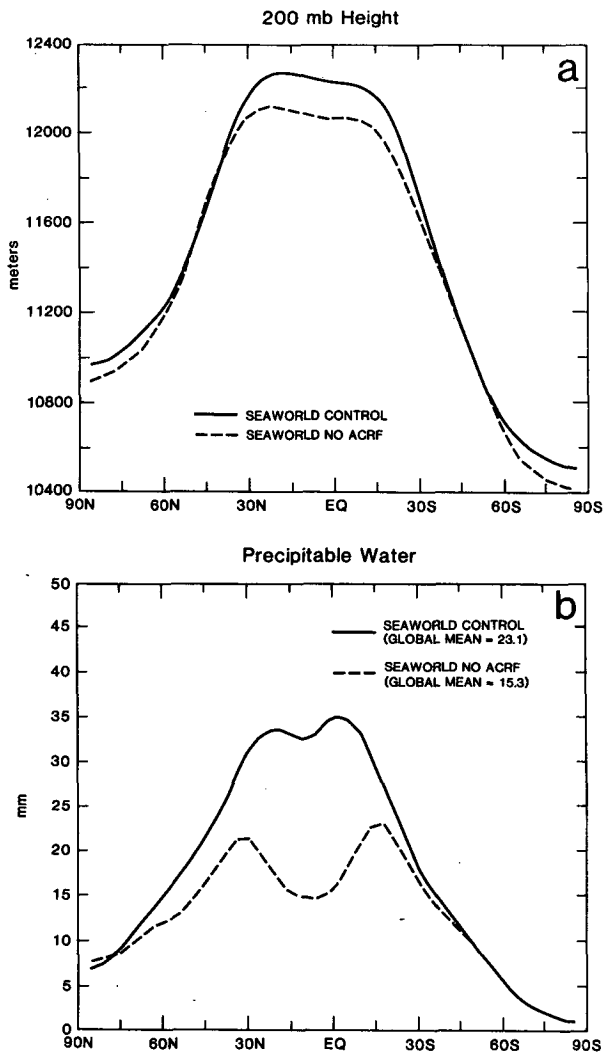 200 mb Height
a
12400
12000
11600
11200
10800
10400
meters
SEAWORLD CONTROL
SEAWORLD NO ACRF
90N 60N 30N EQ 30S 60S 90S
Precipitable Water
b
50
45
40
35
30
25
20
15
10
5
0
mm
SEAWORLD CONTROL
(GLOBAL MEAN = 23.1)
SEAWORLD NO ACRF
(GLOBAL MEAN = 15.3)
90N 60N 30N EQ 30S 60S 90S